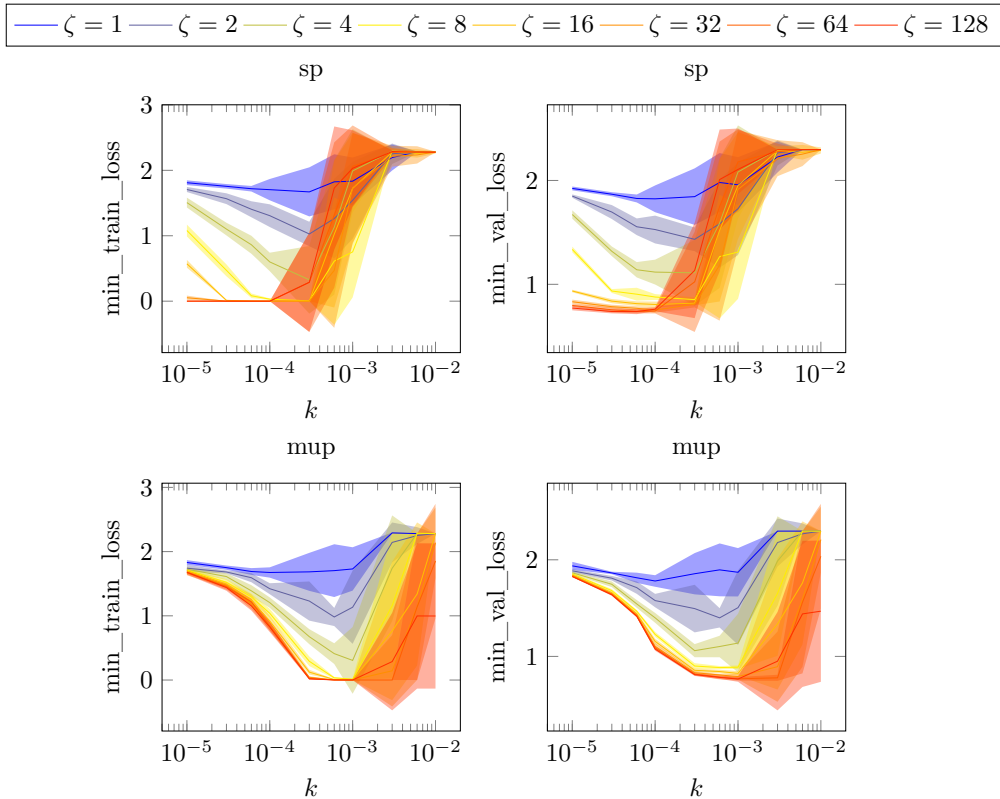 ζ = 1 ζ = 2 ζ = 4 ζ = 8 ζ = 16 ζ = 32 ζ = 64 ζ = 128
sp
min_train_loss
3
2
1
0
10^−5 10^−4 10^−3 10^−2
k
sp
min_val_loss
2
1
10^−5 10^−4 10^−3 10^−2
k
mup
min_train_loss
3
2
1
0
10^−5 10^−4 10^−3 10^−2
k
mup
min_val_loss
2
1
10^−5 10^−4 10^−3 10^−2
k